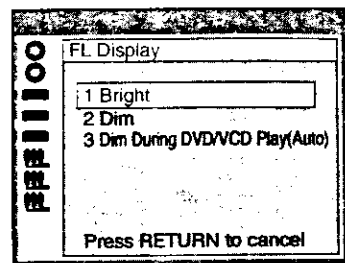 FL Display
1 Bright
2 Dim
3 Dim During DVD/VCD Play(Auto)
Press RETURN to cancel